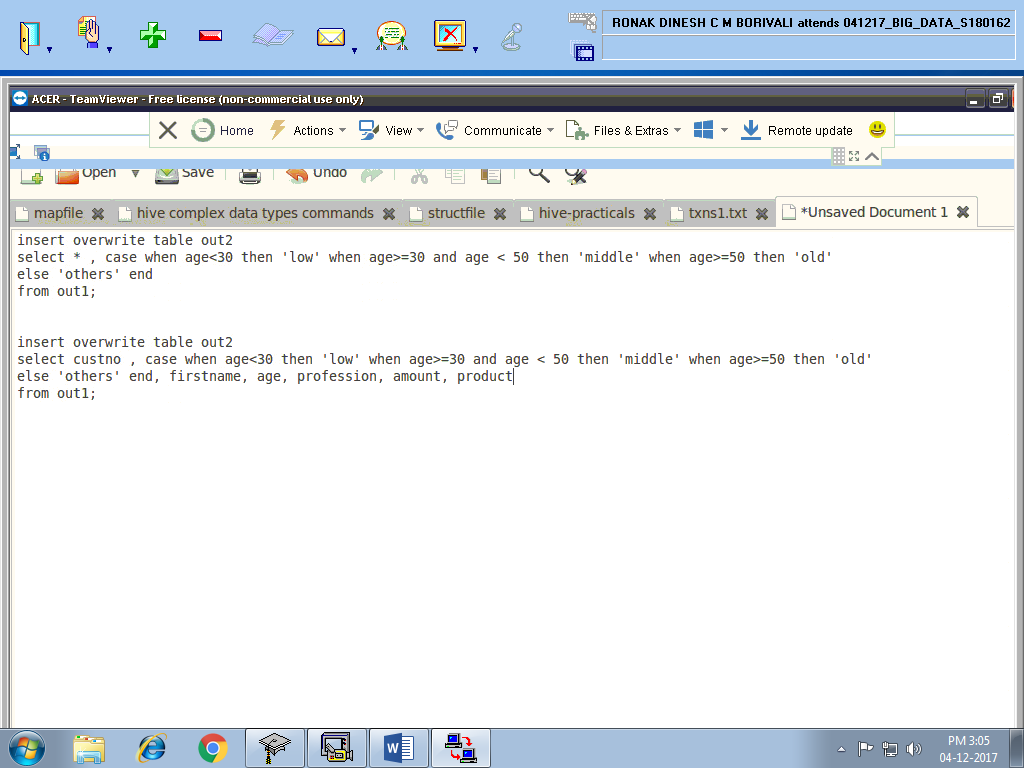 RONAK DINESH C M BORIVALI attends 041217_BIG_DATA_S180162
ACER - TeamViewer - Free license (non-commercial use only)
Home Actions View Communicate Files & Extras Remote update
Open Save Undo
mapfile hive complex data types commands structfile hive-practicals txns1.txt *Unsaved Document 1
insert overwrite table out2
select * , case when age<30 then 'low' when age>=30 and age < 50 then 'middle' when age>=50 then 'old'
else 'others' end
from out1;
insert overwrite table out2
select custno , case when age<30 then 'low' when age>=30 and age < 50 then 'middle' when age>=50 then 'old'
else 'others' end, firstname, age, profession, amount, product
from out1;
PM 3:05
04-12-2017